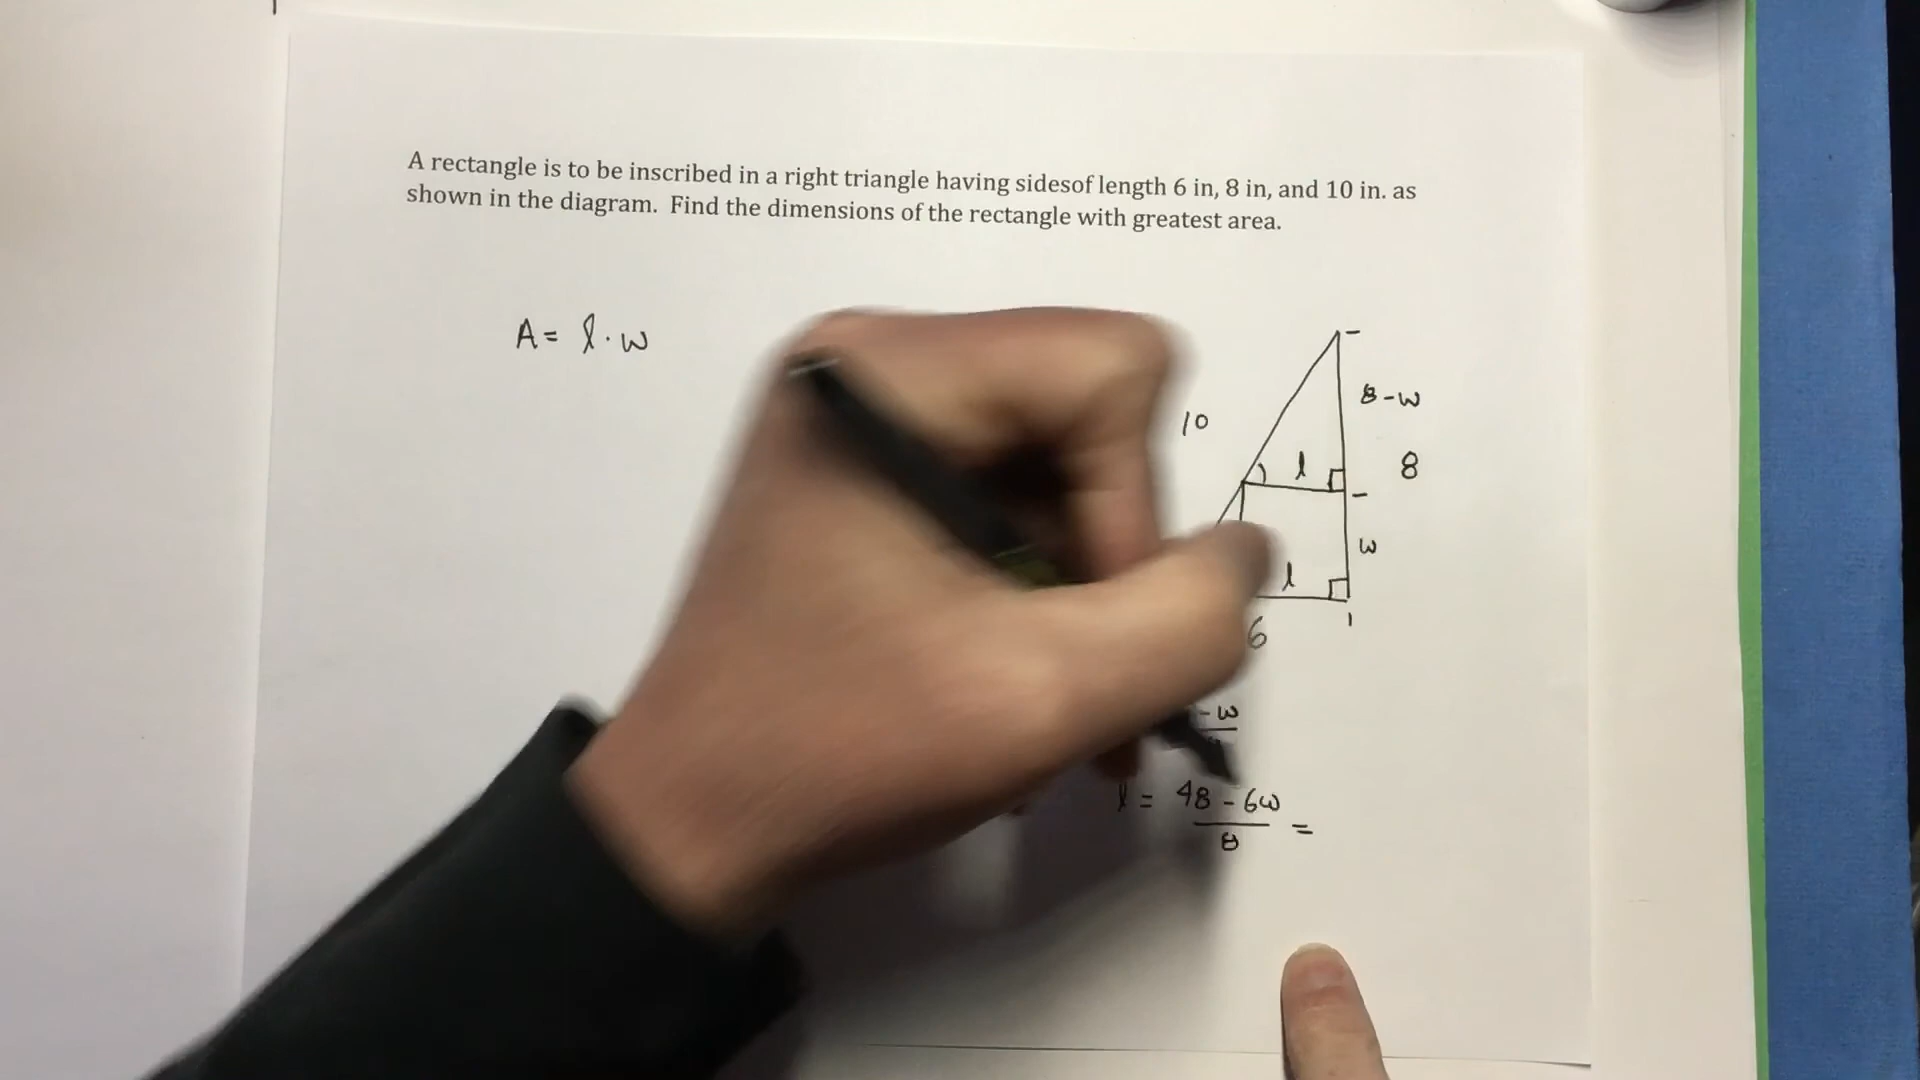 A rectangle is to be inscribed in a right triangle having sidesof length 6 in, 8 in, and 10 in. as
shown in the diagram. Find the dimensions of the rectangle with greatest area.
A = l · w
8 - w
10
l
8
w
l
6
- w
l = 48 - 6w
8
=